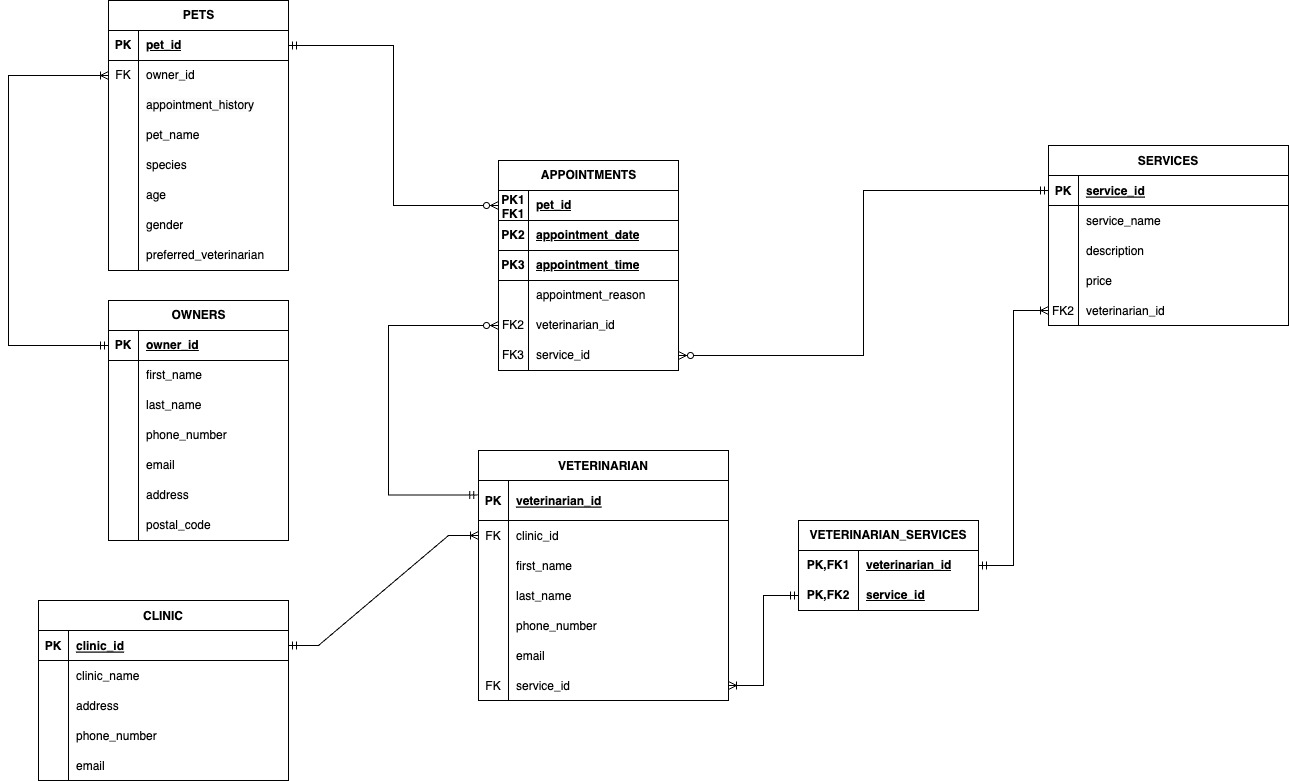 PETS
PK pet_id
FK owner_id
appointment_history
pet_name
species
age
gender
preferred_veterinarian
OWNERS
PK owner_id
first_name
last_name
phone_number
email
address
postal_code
CLINIC
PK clinic_id
clinic_name
address
phone_number
email
APPOINTMENTS
PK1
FK1 pet_id
PK2 appointment_date
PK3 appointment_time
appointment_reason
FK2 veterinarian_id
FK3 service_id
VETERINARIAN
PK veterinarian_id
FK clinic_id
first_name
last_name
phone_number
email
FK service_id
VETERINARIAN_SERVICES
PK,FK1 veterinarian_id
PK,FK2 service_id
SERVICES
PK service_id
service_name
description
price
FK2 veterinarian_id